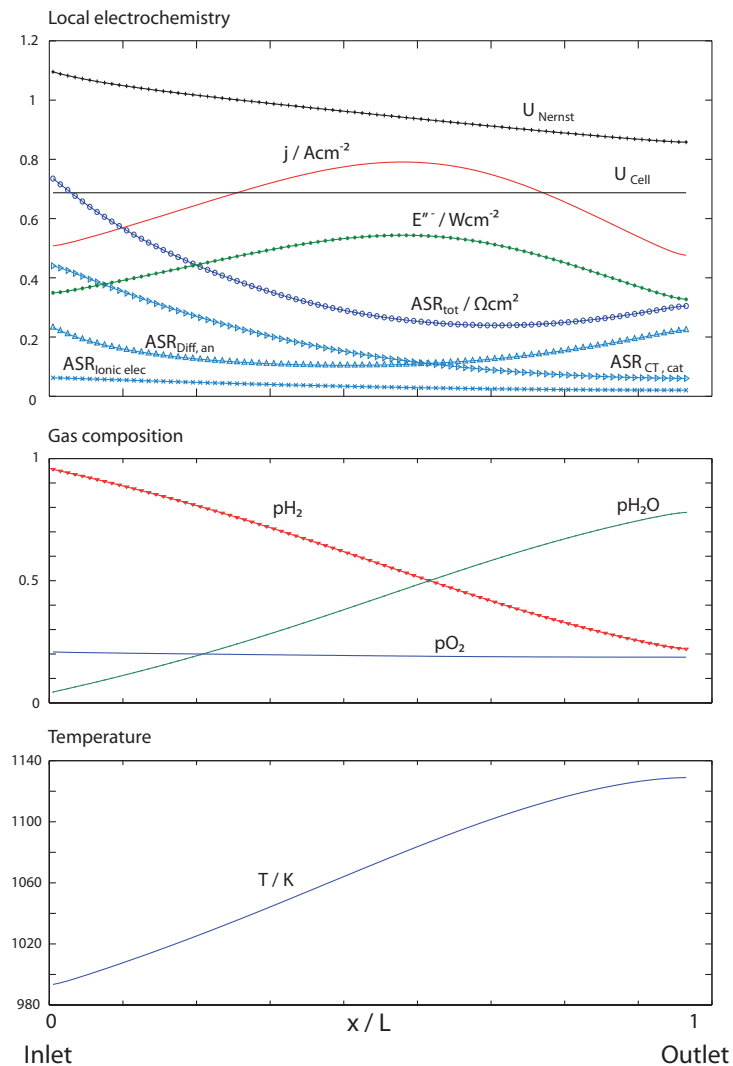 Local electrochemistry
1.2
1
0.8
0.6
0.4
0.2
0
U Nernst
j / Acm⁻²
U Cell
E″ ⁻ / Wcm⁻²
ASRtot / Ωcm²
ASRDiff, an
ASRIonic elec
ASRCT, cat
Gas composition
1
0.5
0
pH₂
pH₂O
pO₂
Temperature
1140
1100
1060
1020
980
T / K
0
x / L
1
Inlet
Outlet